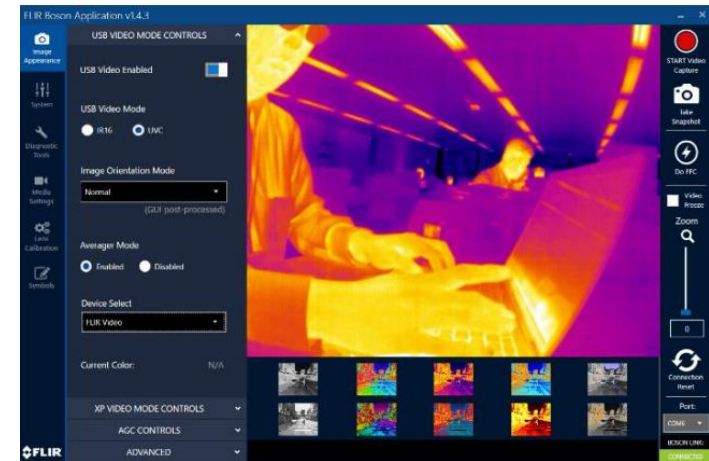 FLIR Boson Application v1.4.3
Image
Appearance
System
Diagnostic
Tools
Media
Settings
Lens
Calibration
Symbols
FLIR
USB VIDEO MODE CONTROLS
USB Video Enabled
USB Video Mode
IR16 UVC
Image Orientation Mode
Normal
(GUI post-processed)
Averager Mode
Enabled Disabled
Device Select
FLIR Video
Current Color: N/A
XP VIDEO MODE CONTROLS
AGC CONTROLS
ADVANCED
START Video
Capture
Take
Snapshot
Do FFC
Video
Freeze
Zoom
0
Connection
Reset
Port:
COM6
BOSON LINK:
CONNECTED